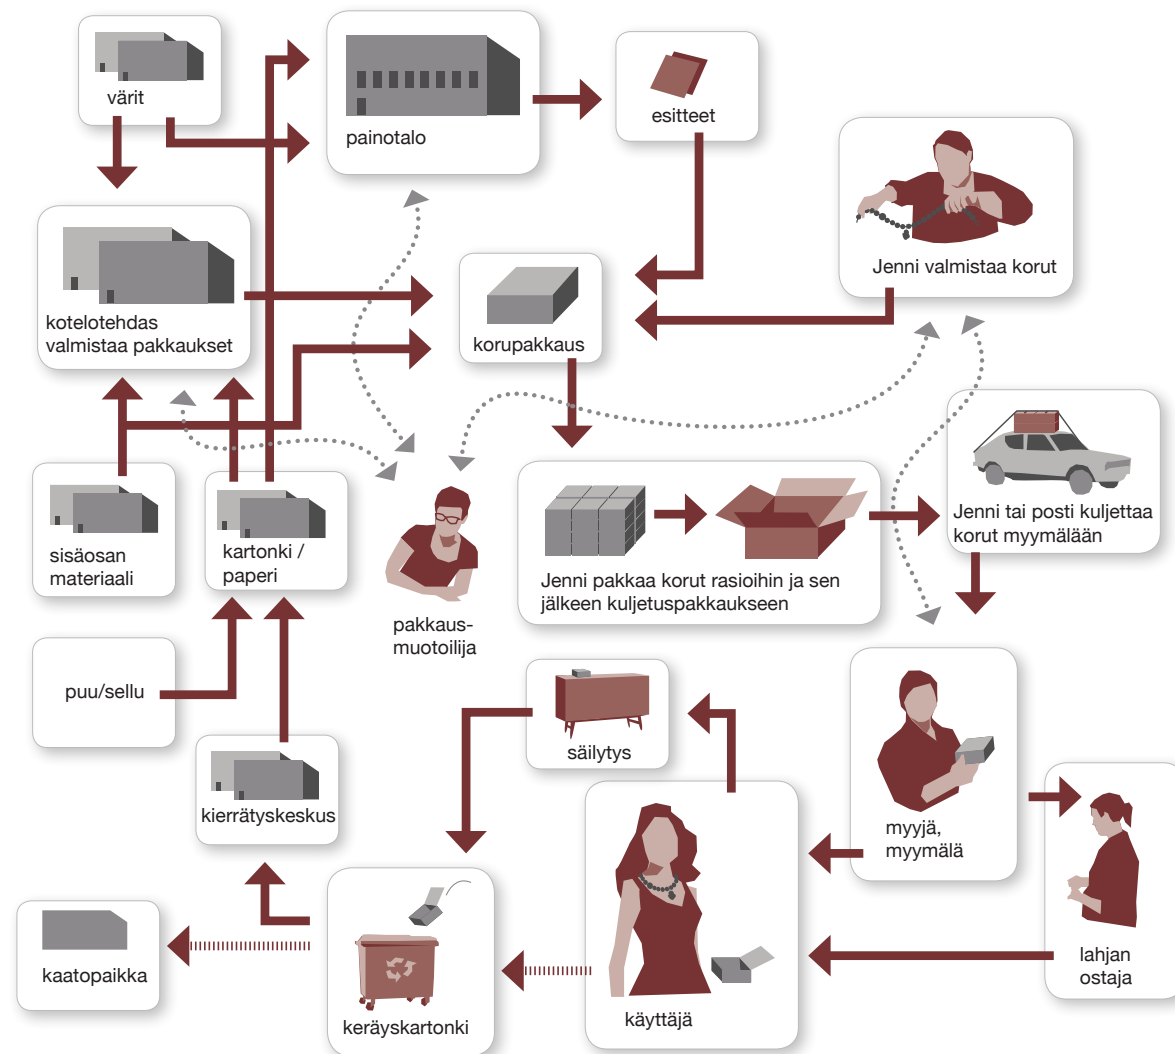 värit
painotalo
esitteet
Jenni valmistaa korut
kotelotehdas
valmistaa pakkaukset
korupakkaus
sisäosan
materiaali
kartonki /
paperi
pakkaus-
muotoilija
Jenni pakkaa korut rasioihin ja sen
jälkeen kuljetuspakkaukseen
Jenni tai posti kuljettaa
korut myymälään
puu/sellu
säilytys
kierrätyskeskus
myyjä,
myymälä
kaatopaikka
keräyskartonki
käyttäjä
lahjan
ostaja